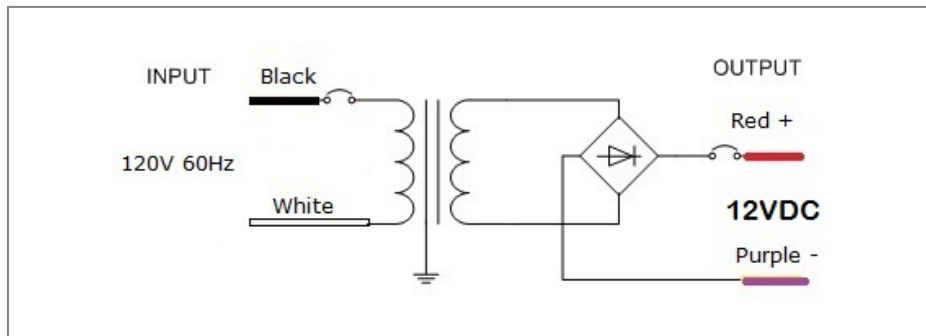 INPUT
Black
OUTPUT
Red +
120V 60Hz
White
12VDC
Purple -